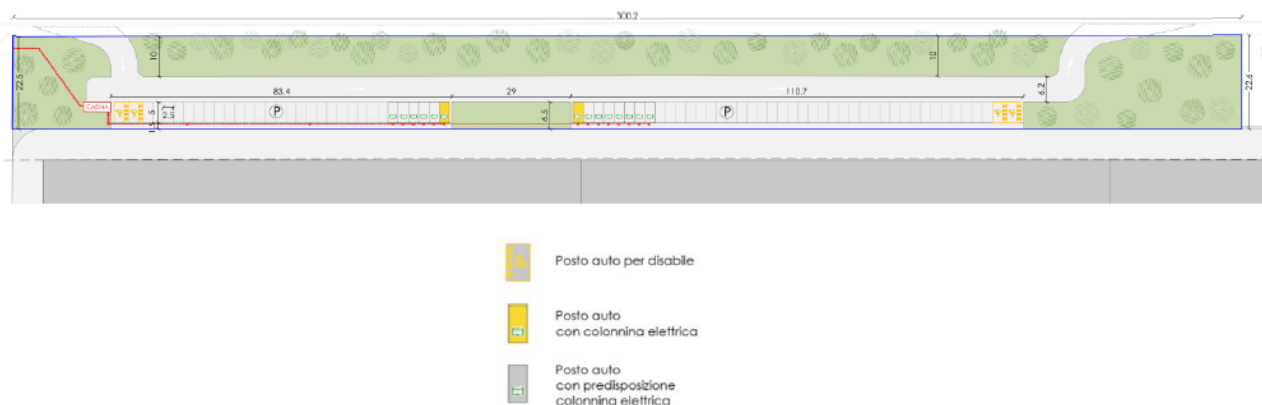 300.2
22.5
10
10
22.6
6.2
CABINA
83.4
29
110.7
5
2.5
P
6.5
P
1.5
Posto auto per disabile
Posto auto
con colonnina elettrica
Posto auto
con predisposizione
colonnina elettrica